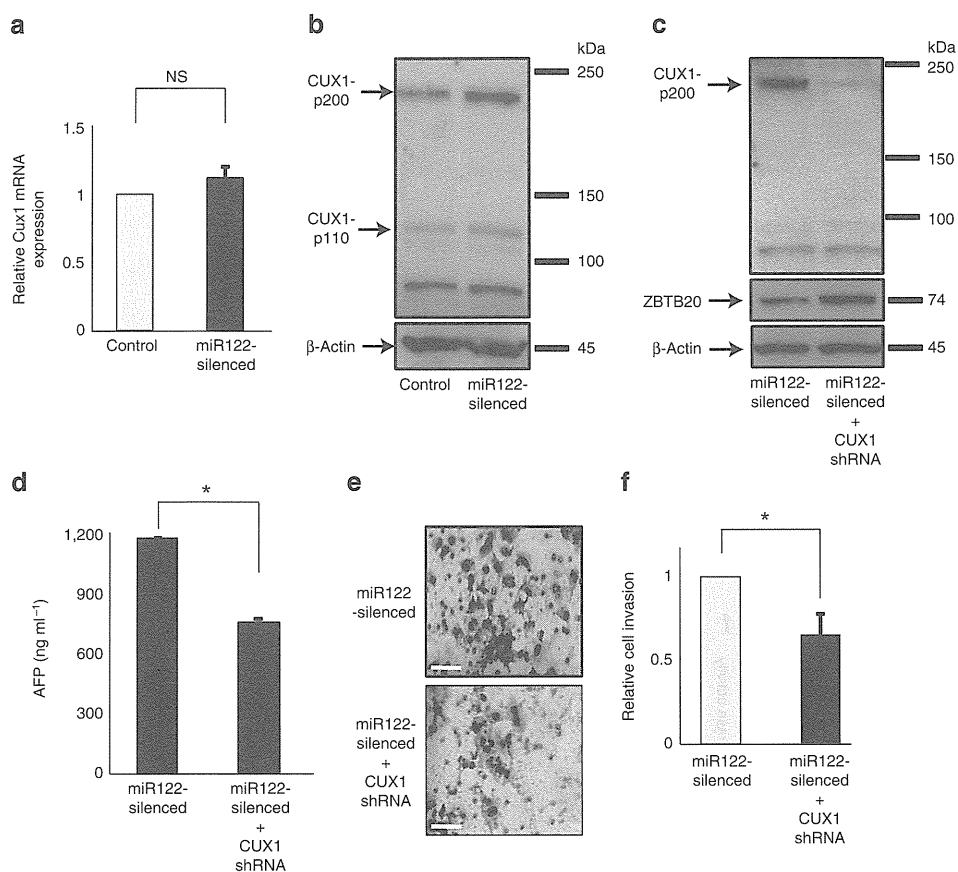 a
NS
Relative Cux1 mRNA
expression
1.5
1
0.5
0
Control
miR122-
silenced
b
kDa
CUX1-
p200
250
150
CUX1-
p110
100
β-Actin
45
Control
miR122-
silenced
c
kDa
CUX1-
p200
250
150
100
ZBTB20
74
β-Actin
45
miR122-
silenced
miR122-
silenced
+
CUX1
shRNA
d
*
AFP (ng ml⁻¹)
1,200
900
600
300
0
miR122-
silenced
miR122-
silenced
+
CUX1
shRNA
e
miR122
-silenced
miR122-
silenced
+
CUX1
shRNA
f
*
Relative cell invasion
1
0.5
0
miR122-
silenced
miR122-
silenced
+
CUX1
shRNA